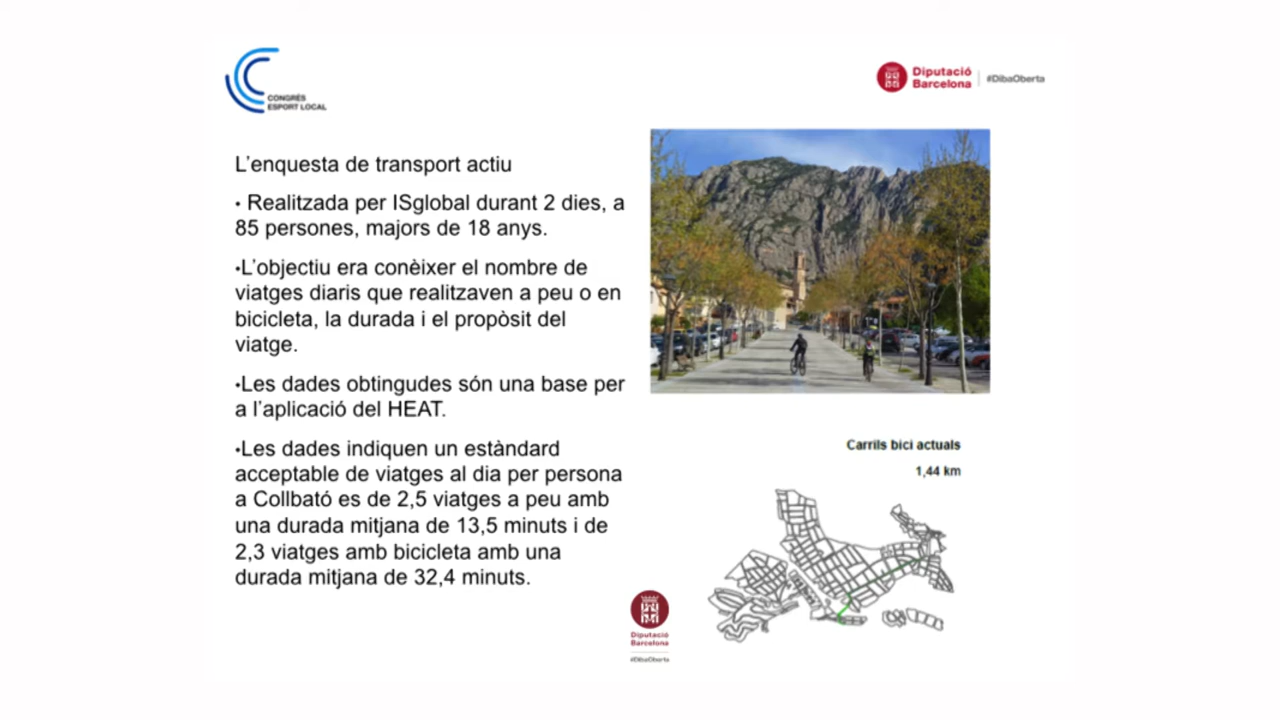 CONGRÉS
ESPORT LOCAL
Diputació
Barcelona
#DibaOberta
L'enquesta de transport actiu
• Realitzada per ISglobal durant 2 dies, a
85 persones, majors de 18 anys.
•L'objectiu era conèixer el nombre de
viatges diaris que realitzaven a peu o en
bicicleta, la durada i el propòsit del
viatge.
•Les dades obtingudes són una base per
a l'aplicació del HEAT.
•Les dades indiquen un estàndard
acceptable de viatges al dia per persona
a Collbató es de 2,5 viatges a peu amb
una durada mitjana de 13,5 minuts i de
2,3 viatges amb bicicleta amb una
durada mitjana de 32,4 minuts.
Carrils bici actuals
1,44 km
Diputació
Barcelona
#DibaOberta